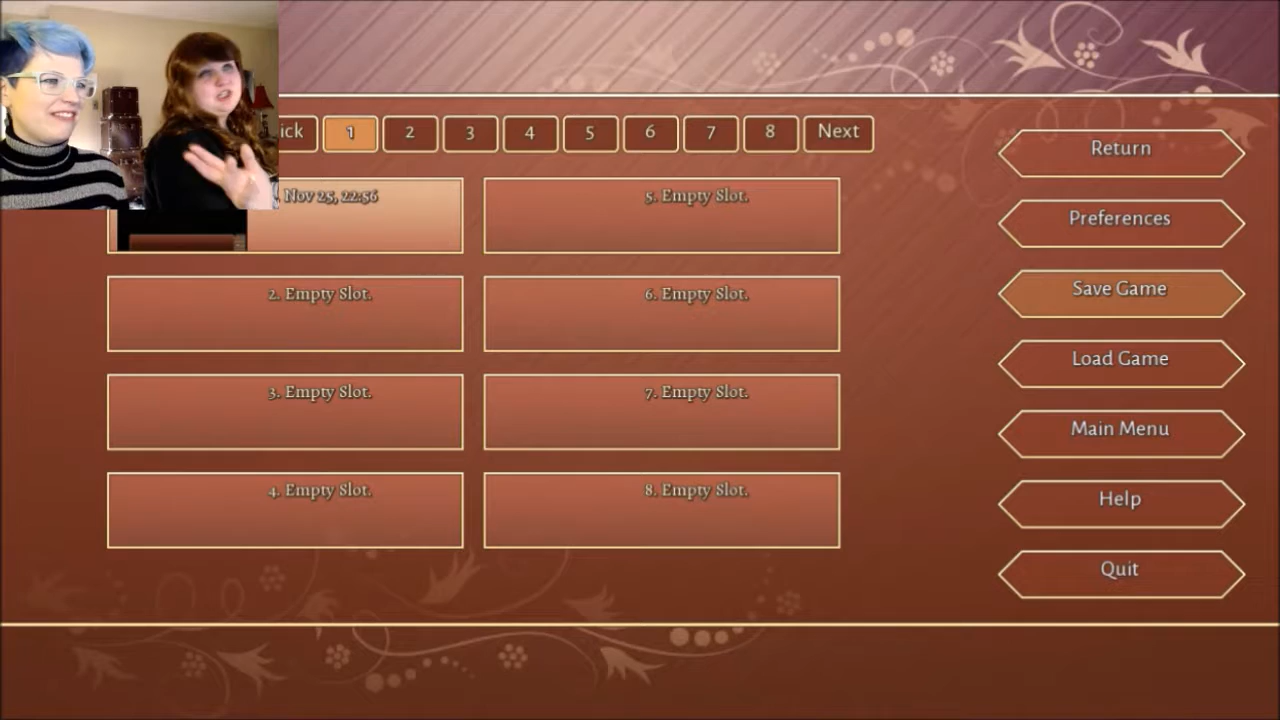 ick 1 2 3 4 5 6 7 8 Next
Nov 25, 22:56
5. Empty Slot.
2. Empty Slot.
6. Empty Slot.
3. Empty Slot.
7. Empty Slot.
4. Empty Slot.
8. Empty Slot.
Return
Preferences
Save Game
Load Game
Main Menu
Help
Quit